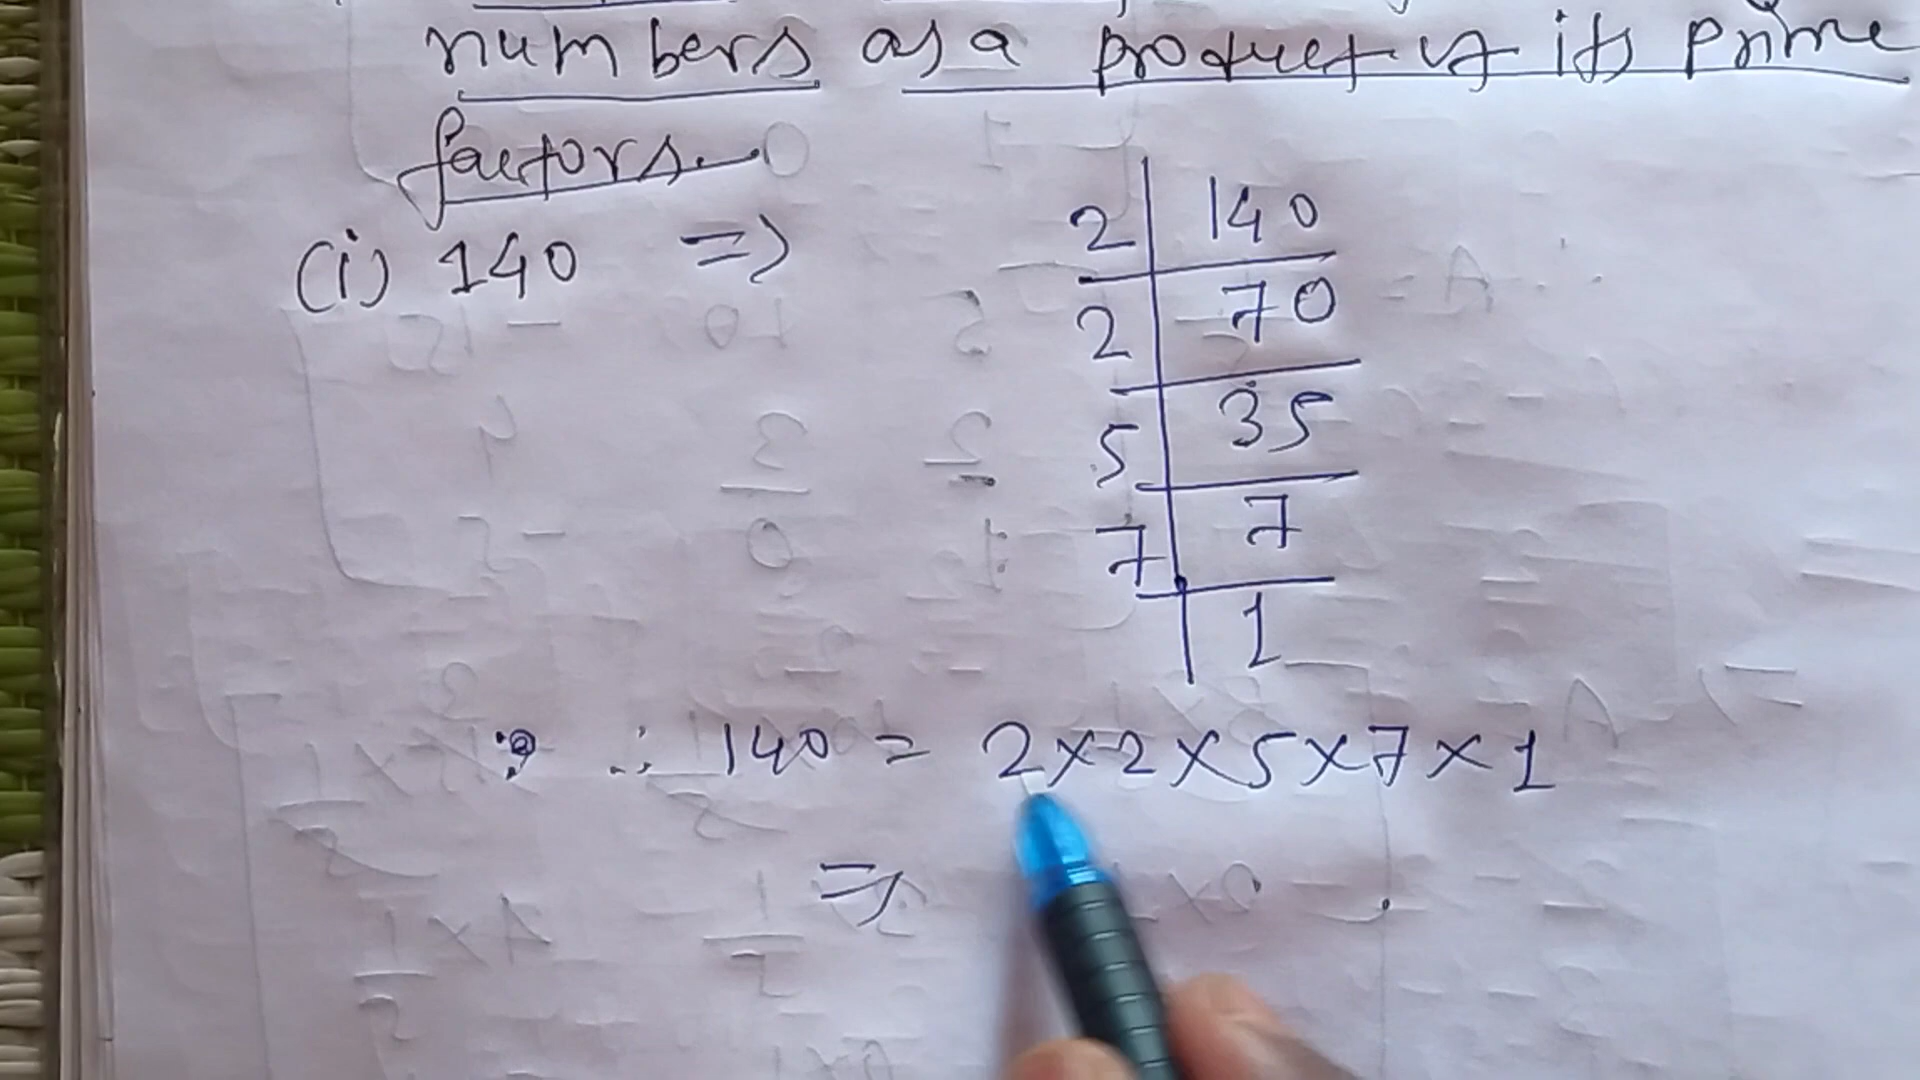 numbers as a product of its prime
factors.
(i) 140 =>
2 | 140
2 | 70
5 | 35
7 | 7
1
∴ 140 = 2×2×5×7×1
=>